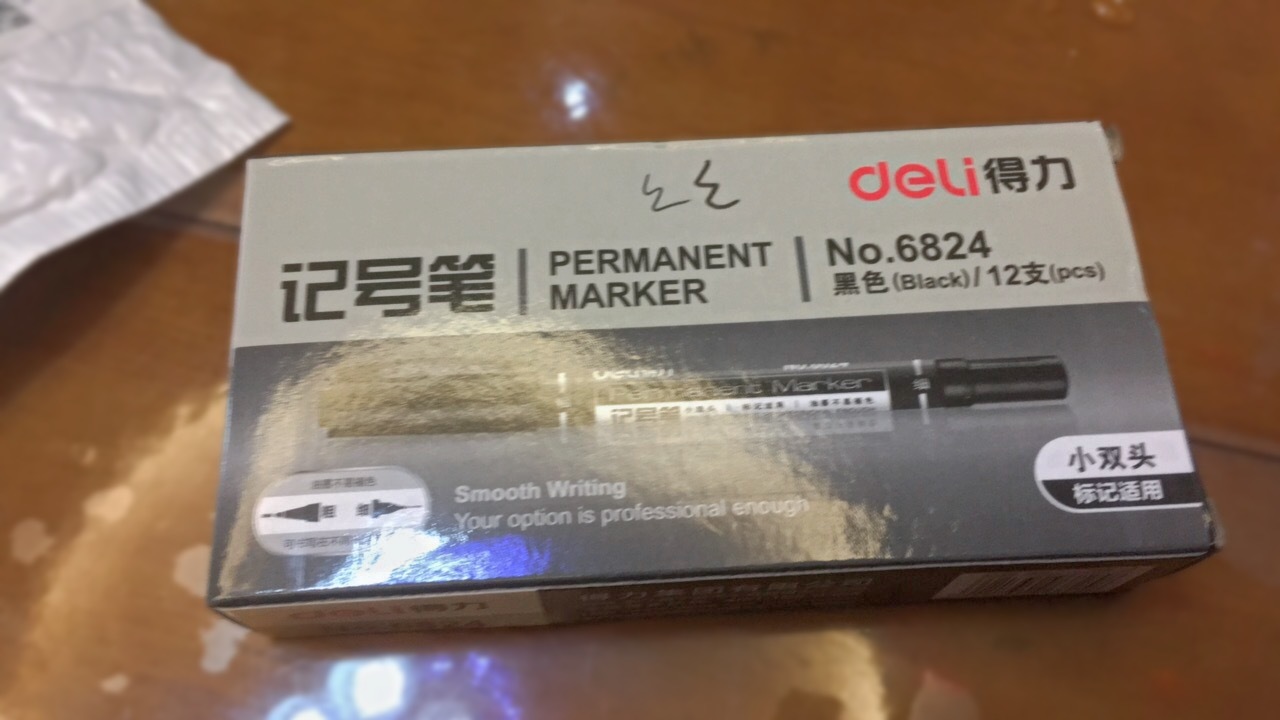 deli得力
记号笔
PERMANENT
MARKER
No.6824
黑色(Black)/12支(pcs)
Permanent Marker
记号笔
细
小双头
标记适用
Smooth Writing
Your option is professional enough
细
deli得力